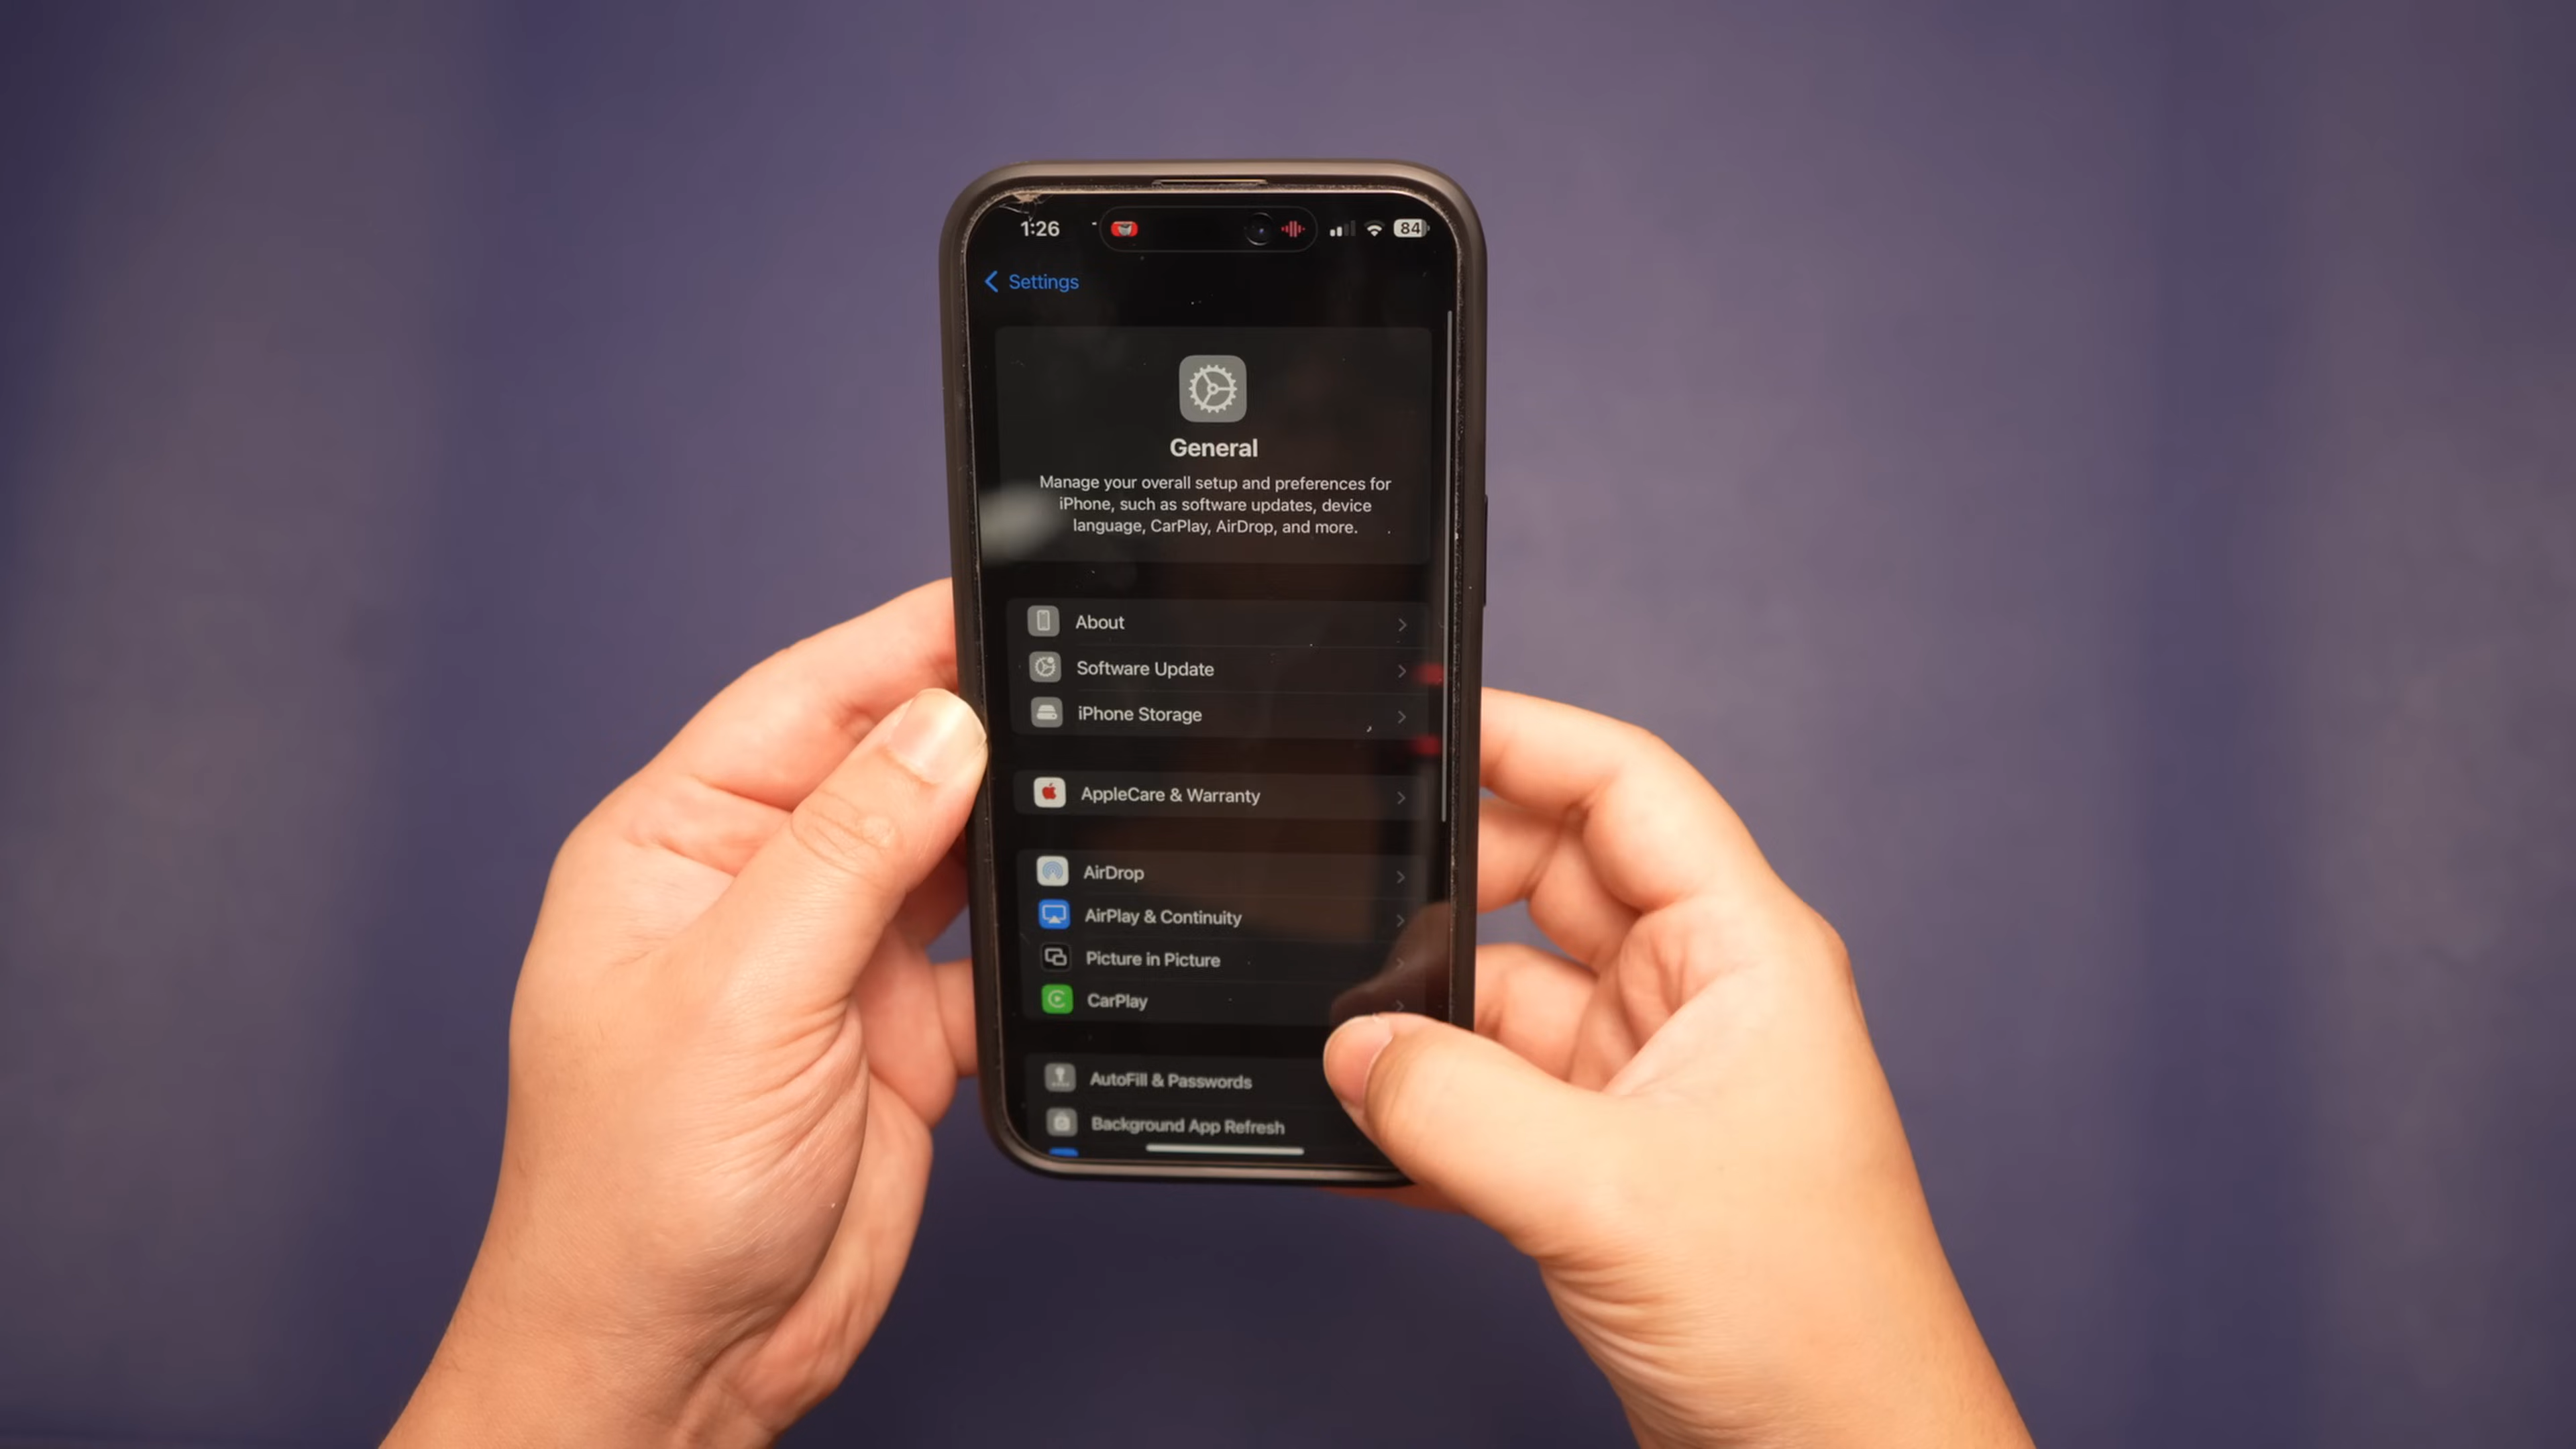 1:26
84
Settings
General
Manage your overall setup and preferences for
iPhone, such as software updates, device
language, CarPlay, AirDrop, and more.
About
Software Update
iPhone Storage
AppleCare & Warranty
AirDrop
AirPlay & Continuity
Picture in Picture
CarPlay
AutoFill & Passwords
Background App Refresh